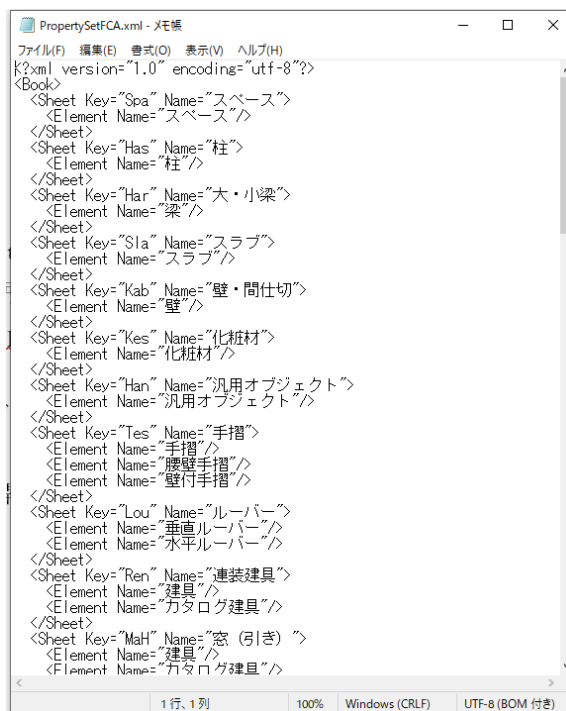 PropertySetFCA.xml - メモ帳
ファイル(F) 編集(E) 書式(O) 表示(V) ヘルプ(H)
<?xml version="1.0" encoding="utf-8"?>
<Book>
  <Sheet Key="Spa" Name="スペース">
    <Element Name="スペース"/>
  </Sheet>
  <Sheet Key="Has" Name="柱">
    <Element Name="柱"/>
  </Sheet>
  <Sheet Key="Har" Name="大・小梁">
    <Element Name="梁"/>
  </Sheet>
  <Sheet Key="Sla" Name="スラブ">
    <Element Name="スラブ"/>
  </Sheet>
  <Sheet Key="Kab" Name="壁・間仕切">
    <Element Name="壁"/>
  </Sheet>
  <Sheet Key="Kes" Name="化粧材">
    <Element Name="化粧材"/>
  </Sheet>
  <Sheet Key="Han" Name="汎用オブジェクト">
    <Element Name="汎用オブジェクト"/>
  </Sheet>
  <Sheet Key="Tes" Name="手摺">
    <Element Name="手摺"/>
    <Element Name="腰壁手摺"/>
    <Element Name="壁付手摺"/>
  </Sheet>
  <Sheet Key="Lou" Name="ルーバー">
    <Element Name="垂直ルーバー"/>
    <Element Name="水平ルーバー"/>
  </Sheet>
  <Sheet Key="Ren" Name="連装建具">
    <Element Name="建具"/>
    <Element Name="カタログ建具"/>
  </Sheet>
  <Sheet Key="MaH" Name="窓（引き）">
    <Element Name="建具"/>
    <Element Name="カタログ建具"/>
1 行、1 列 100% Windows (CRLF) UTF-8 (BOM 付き)